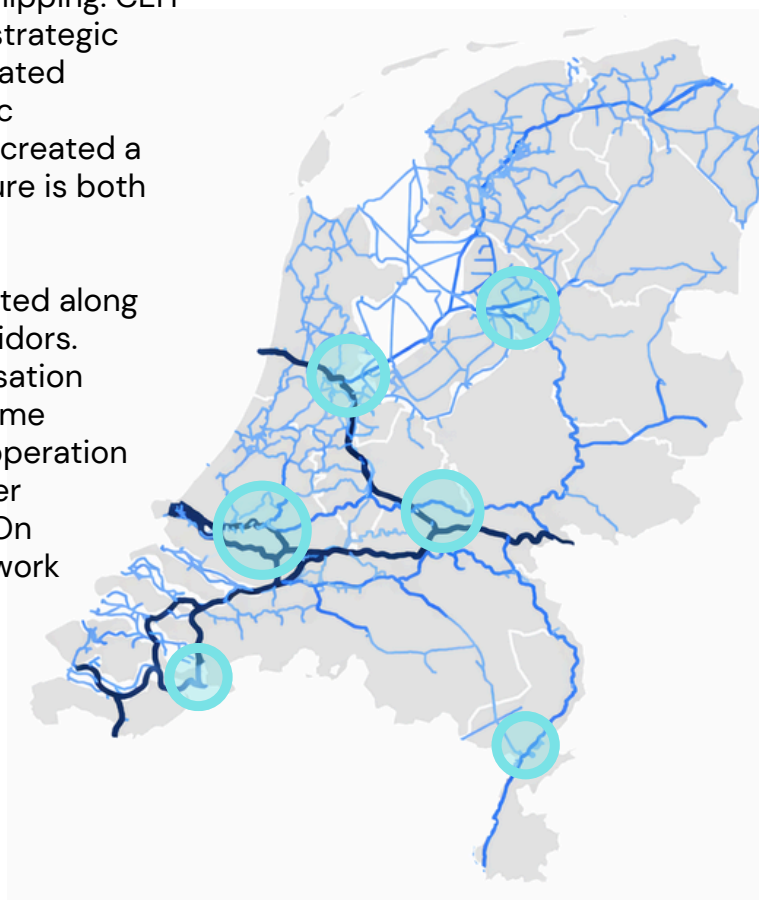 strategic
ated
c
created a
ure is both
ted along
idors.
sation
me
operation
er
On
work